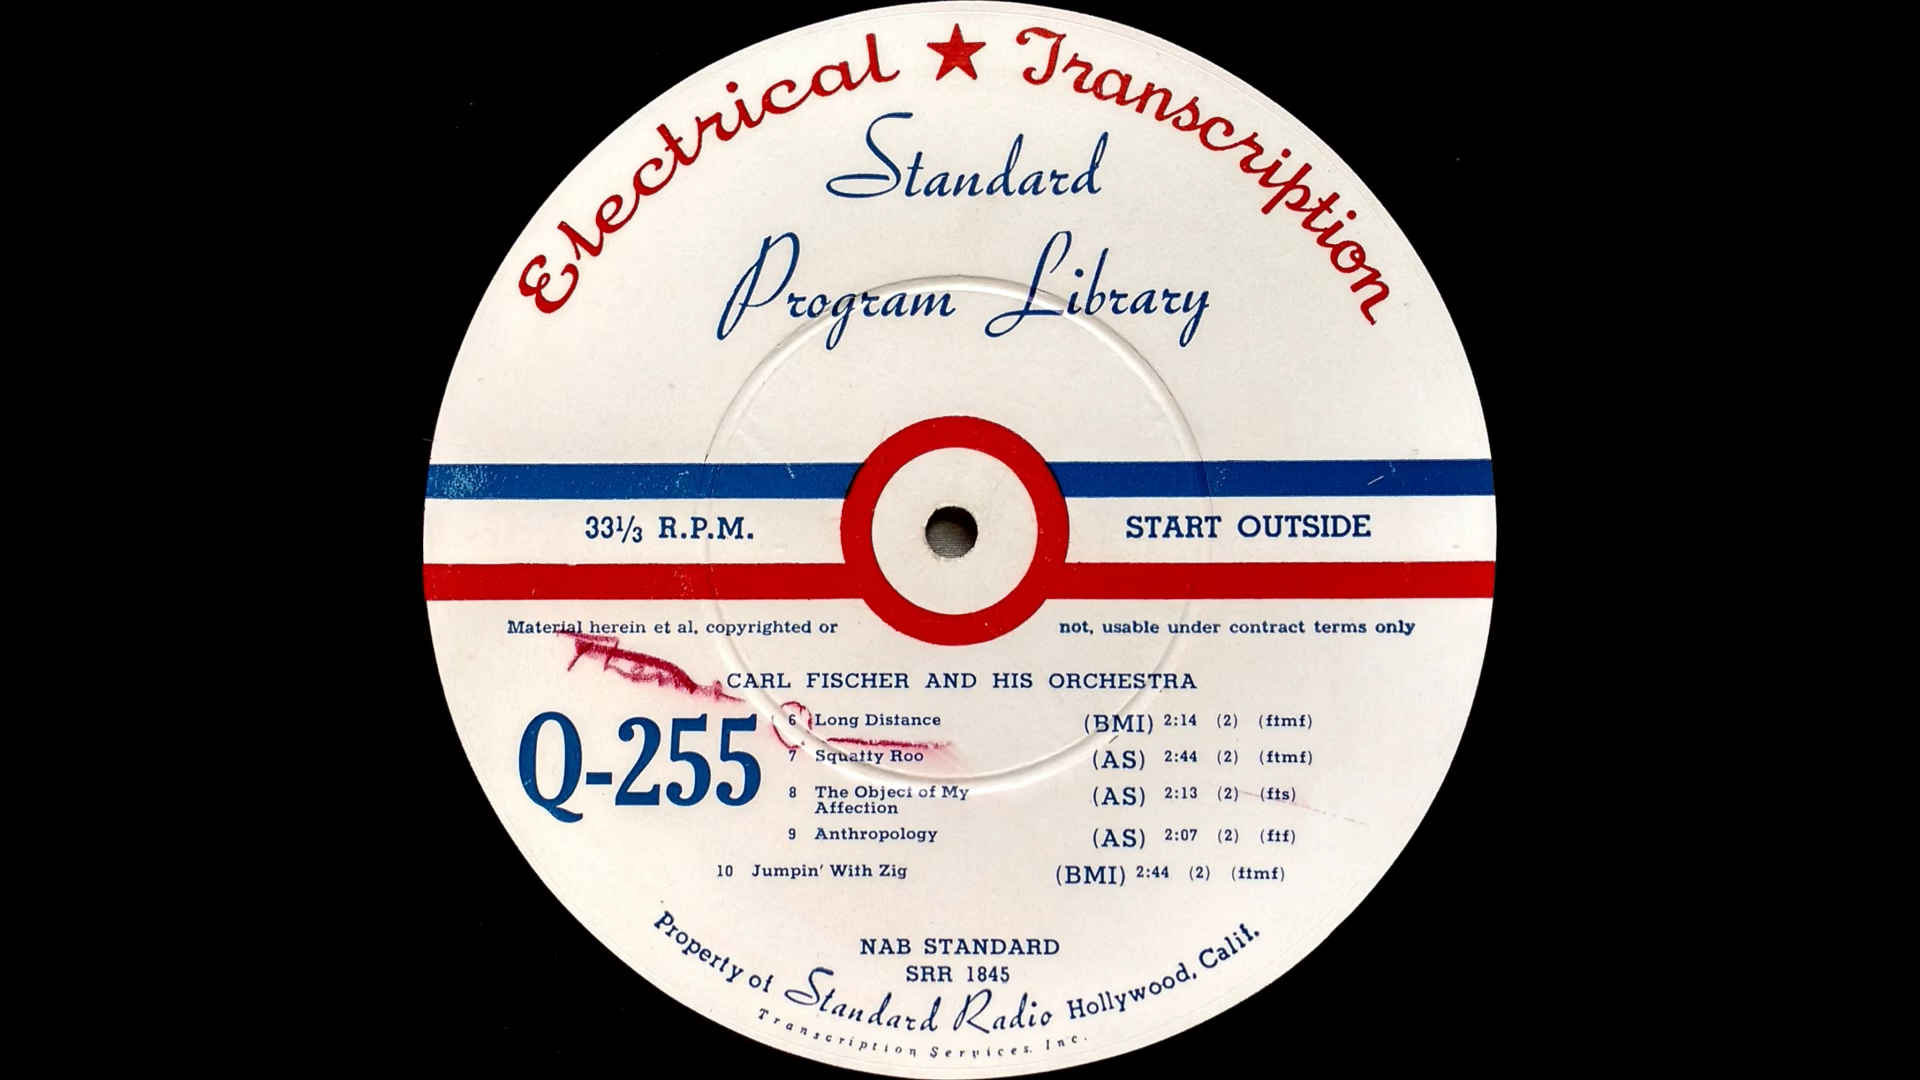 Electrical ★ Transcription
Standard
Program Library
33⅓ R.P.M. START OUTSIDE
Material herein et al, copyrighted or not, usable under contract terms only
CARL FISCHER AND HIS ORCHESTRA
Q-255
6 Long Distance (BMI) 2:14 (2) (ftmf)
7 Squatty Roo (AS) 2:44 (2) (ftmf)
8 The Object of My
Affection (AS) 2:13 (2) (fts)
9 Anthropology (AS) 2:07 (2) (ftf)
10 Jumpin' With Zig (BMI) 2:44 (2) (ftmf)
NAB STANDARD
SRR 1845
Property of Standard Radio Hollywood, Calif.
Transcription Services, Inc.